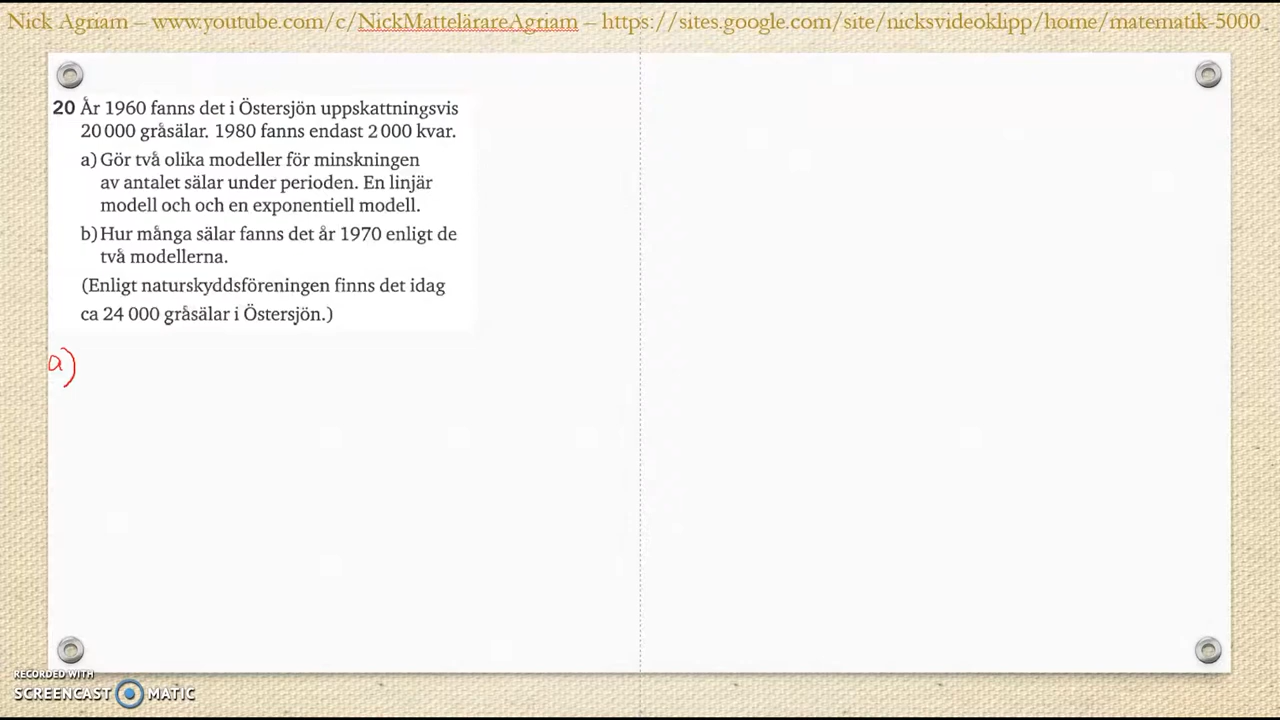 Nick Agriam – www.youtube.com/c/NickMattelärareAgriam – https://sites.google.com/site/nicksvideoklipp/home/matematik-5000
20 År 1960 fanns det i Östersjön uppskattningsvis
20 000 gråsälar. 1980 fanns endast 2 000 kvar.
a) Gör två olika modeller för minskningen
av antalet sälar under perioden. En linjär
modell och och en exponentiell modell.
b) Hur många sälar fanns det år 1970 enligt de
två modellerna.
(Enligt naturskyddsföreningen finns det idag
ca 24 000 gråsälar i Östersjön.)
a)
RECORDED WITH
SCREENCAST MATIC